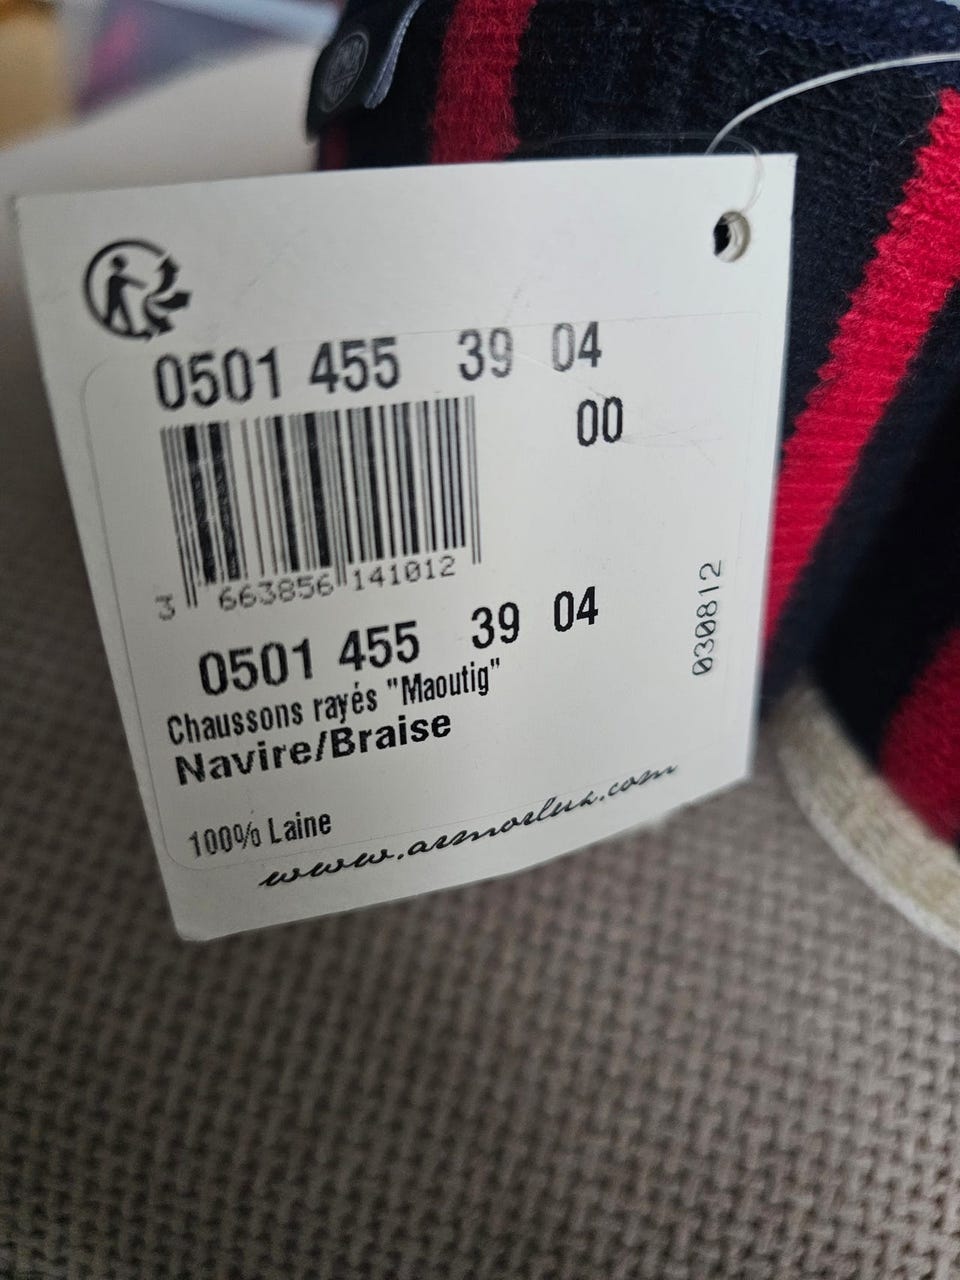 0501 455 39 04
00
3 663856 141012
0501 455 39 04
Chaussons rayés "Maoutig"
Navire/Braise
100% Laine
www.armorlux.com
030812